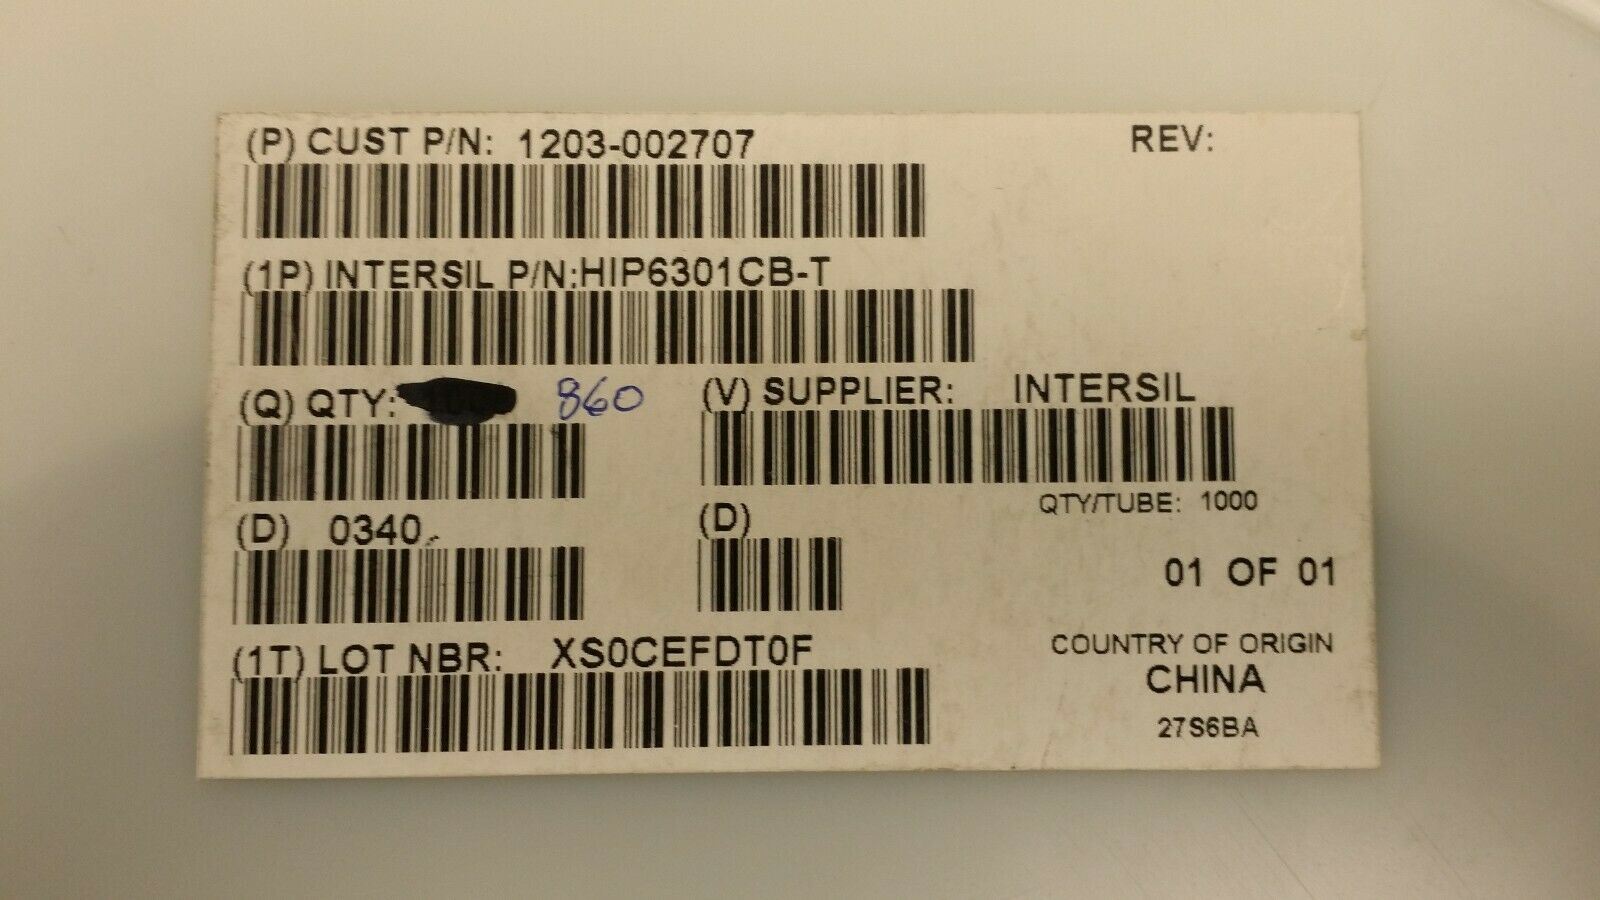 (P) CUST P/N: 1203-002707
REV:
(1P) INTERSIL P/N:HIP6301CB-T
(Q) QTY: 860
(V) SUPPLIER: INTERSIL
QTY/TUBE: 1000
(D) 0340
(D)
01 OF 01
(1T) LOT NBR: XS0CEFDT0F
COUNTRY OF ORIGIN
CHINA
27S6BA